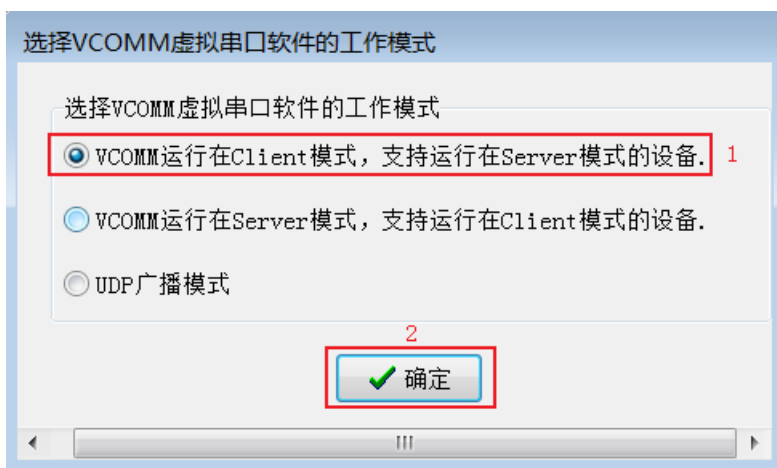 选择VCOMM虚拟串口软件的工作模式
选择VCOMM虚拟串口软件的工作模式
VCOMM运行在Client模式，支持运行在Server模式的设备. 1
VCOMM运行在Server模式，支持运行在Client模式的设备.
UDP广播模式
2
确定